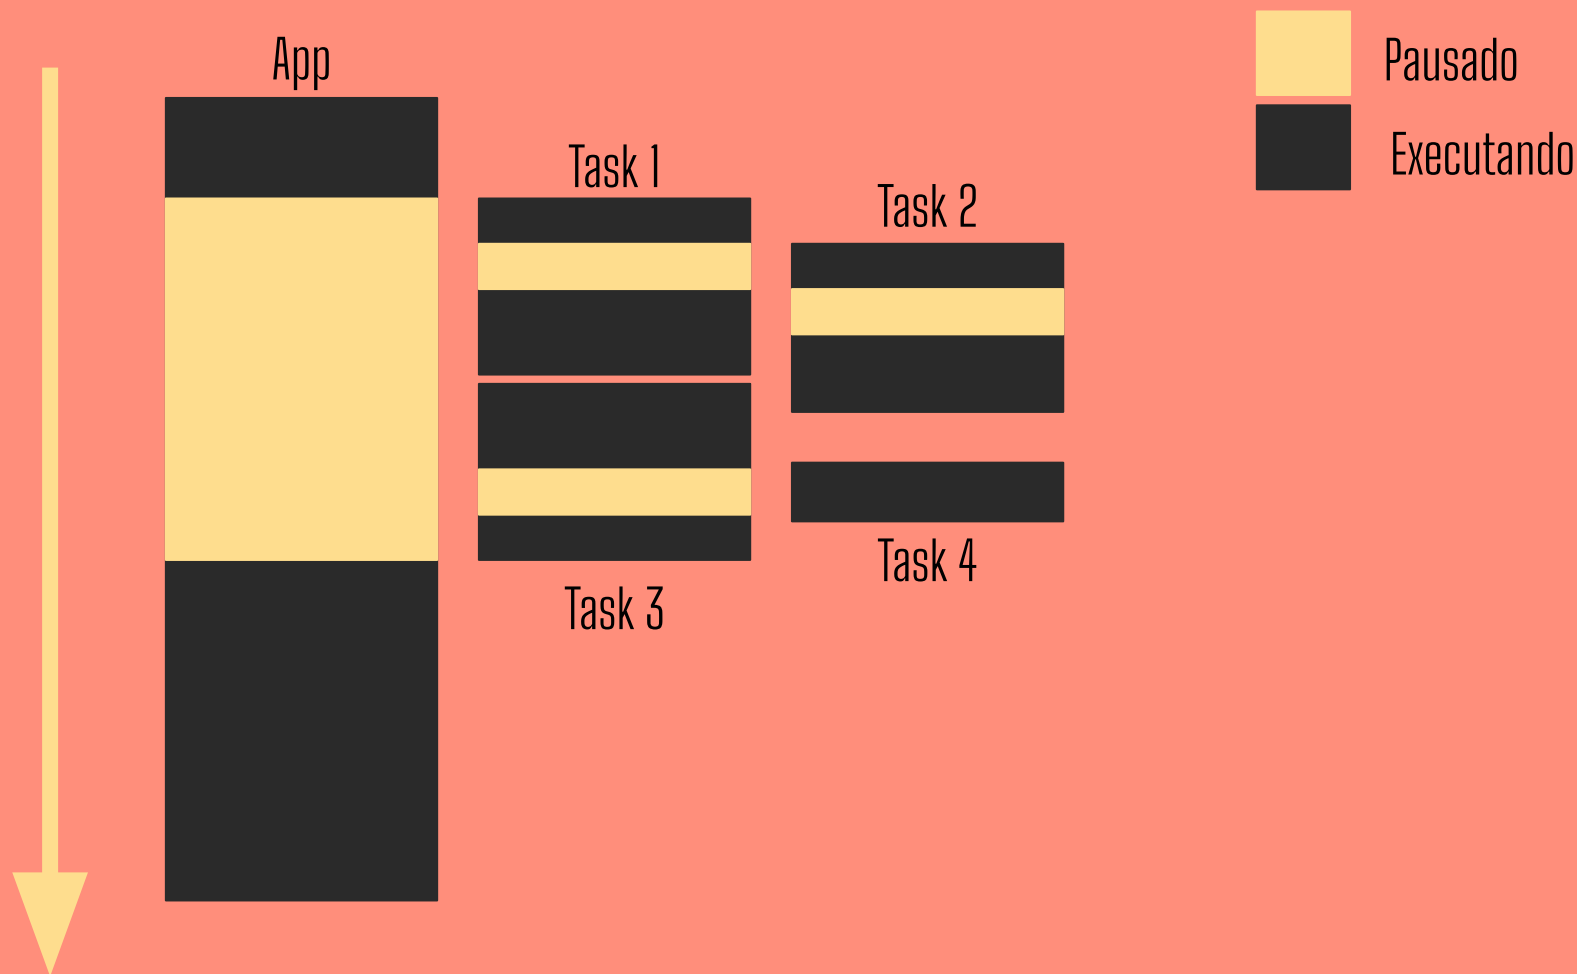 App
Pausado
Executando
Task 1
Task 2
Task 3
Task 4